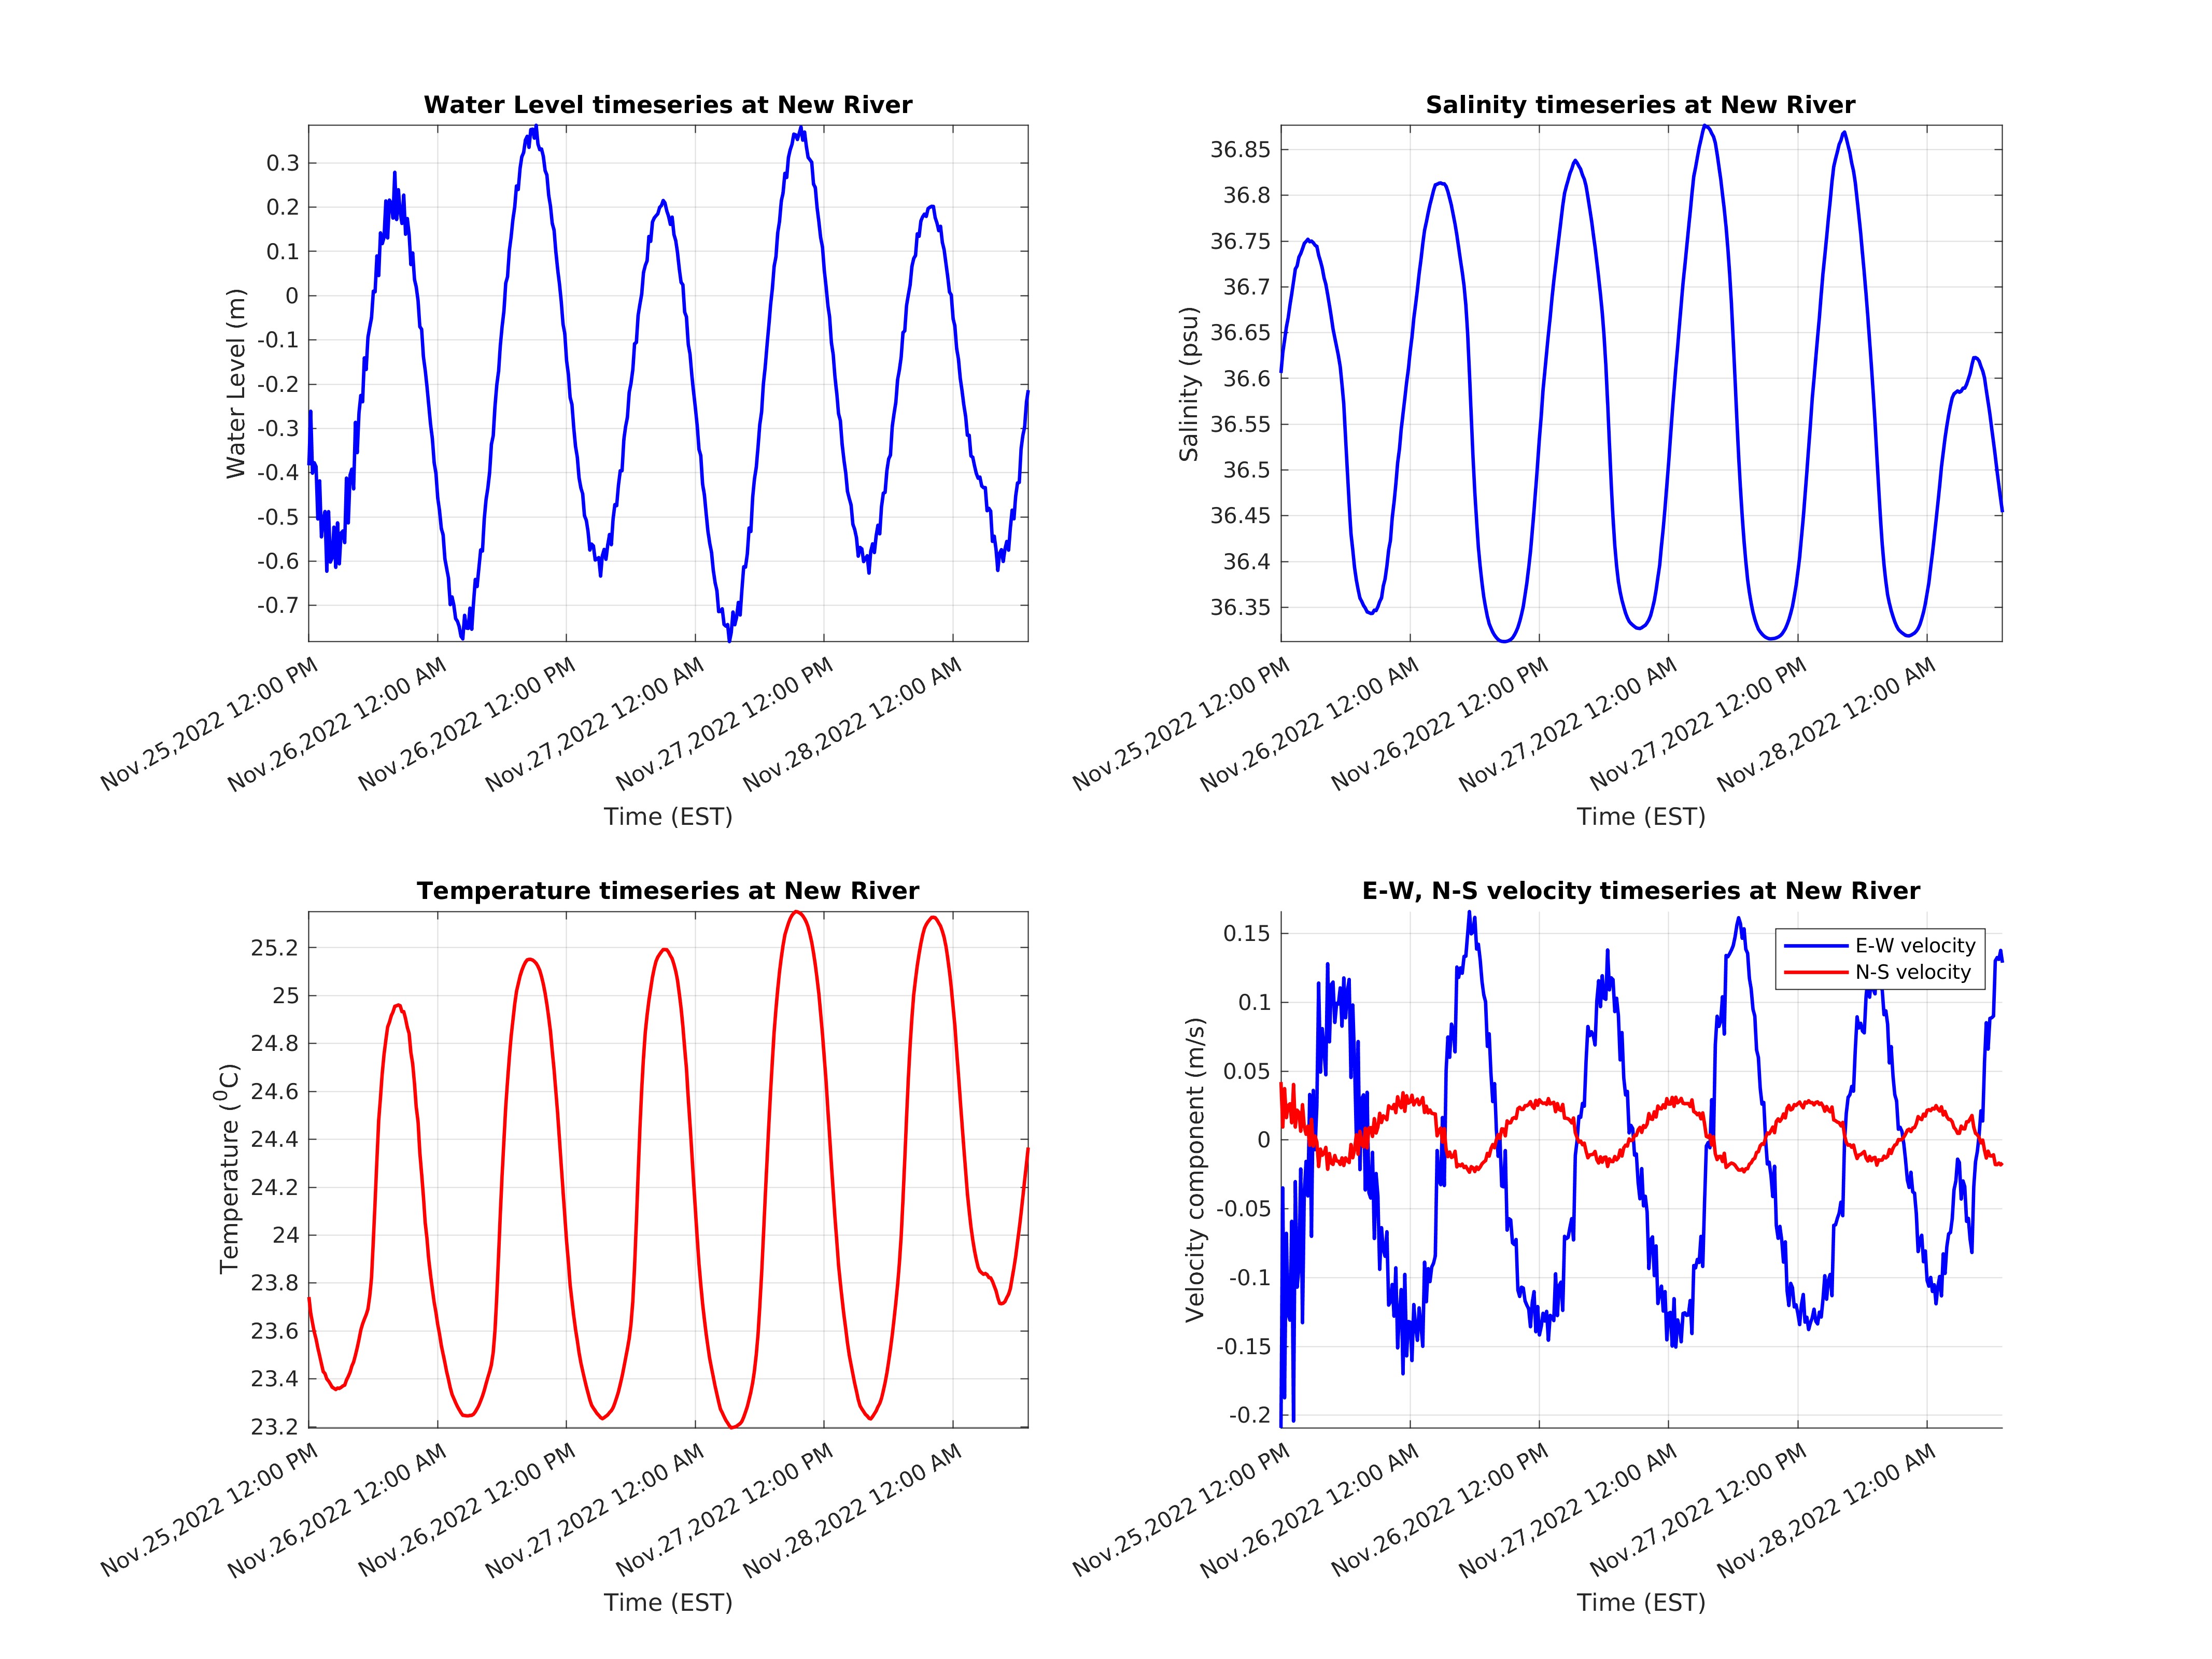 Water Level timeseries at New River
Water Level (m)
0.3
0.2
0.1
0
-0.1
-0.2
-0.3
-0.4
-0.5
-0.6
-0.7
Nov.25,2022 12:00 PM
Nov.26,2022 12:00 AM
Nov.26,2022 12:00 PM
Nov.27,2022 12:00 AM
Nov.27,2022 12:00 PM
Nov.28,2022 12:00 AM
Time (EST)
Salinity timeseries at New River
Salinity (psu)
36.85
36.8
36.75
36.7
36.65
36.6
36.55
36.5
36.45
36.4
36.35
Nov.25,2022 12:00 PM
Nov.26,2022 12:00 AM
Nov.26,2022 12:00 PM
Nov.27,2022 12:00 AM
Nov.27,2022 12:00 PM
Nov.28,2022 12:00 AM
Time (EST)
Temperature timeseries at New River
Temperature (⁰C)
25.2
25
24.8
24.6
24.4
24.2
24
23.8
23.6
23.4
23.2
Nov.25,2022 12:00 PM
Nov.26,2022 12:00 AM
Nov.26,2022 12:00 PM
Nov.27,2022 12:00 AM
Nov.27,2022 12:00 PM
Nov.28,2022 12:00 AM
Time (EST)
E-W, N-S velocity timeseries at New River
Velocity component (m/s)
0.15
0.1
0.05
0
-0.05
-0.1
-0.15
-0.2
E-W velocity
N-S velocity
Nov.25,2022 12:00 PM
Nov.26,2022 12:00 AM
Nov.26,2022 12:00 PM
Nov.27,2022 12:00 AM
Nov.27,2022 12:00 PM
Nov.28,2022 12:00 AM
Time (EST)